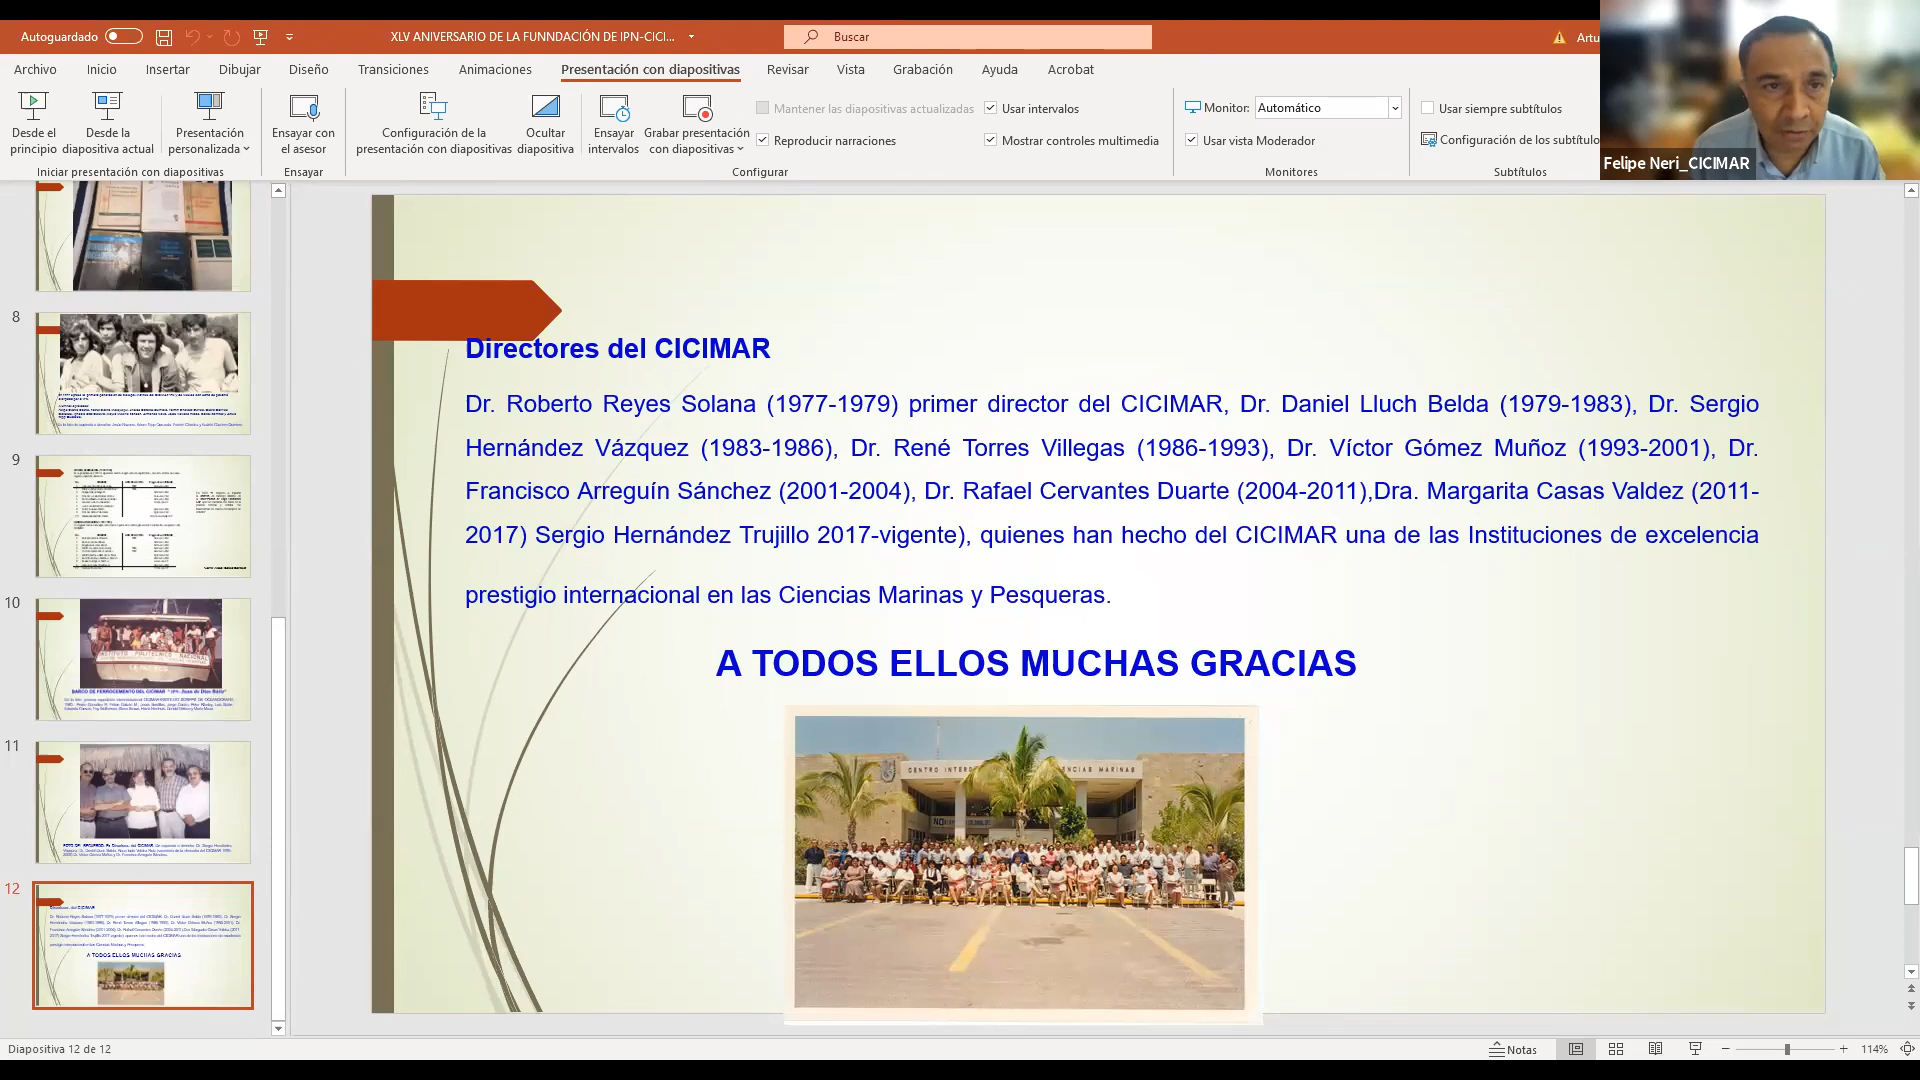 Autoguardado
XLV ANIVERSARIO DE LA FUNNDACIÓN DE IPN-CICI...
Buscar
Artu
Archivo Inicio Insertar Dibujar Diseño Transiciones Animaciones Presentación con diapositivas Revisar Vista Grabación Ayuda Acrobat
Desde el principio
Desde la diapositiva actual
Presentación personalizada
Ensayar con el asesor
Configuración de la presentación con diapositivas
Ocultar diapositiva
Ensayar intervalos
Grabar presentación con diapositivas
Mantener las diapositivas actualizadas
Reproducir narraciones
Usar intervalos
Mostrar controles multimedia
Monitor: Automático
Usar vista Moderador
Usar siempre subtítulos
Configuración de los subtítulo
Iniciar presentación con diapositivas
Ensayar
Configurar
Monitores
Subtítulos
Felipe Neri_CICIMAR
8
9
10
INSTITUTO POLITECNICO NACIONAL
11
12
Directores del CICIMAR
Dr. Roberto Reyes Solana (1977-1979) primer director del CICIMAR, Dr. Daniel Lluch Belda (1979-1983), Dr. Sergio
Hernández Vázquez (1983-1986), Dr. René Torres Villegas (1986-1993), Dr. Víctor Gómez Muñoz (1993-2001), Dr.
Francisco Arreguín Sánchez (2001-2004), Dr. Rafael Cervantes Duarte (2004-2011),Dra. Margarita Casas Valdez (2011-
2017) Sergio Hernández Trujillo 2017-vigente), quienes han hecho del CICIMAR una de las Instituciones de excelencia
prestigio internacional en las Ciencias Marinas y Pesqueras.
A TODOS ELLOS MUCHAS GRACIAS
Diapositiva 12 de 12
Notas
114%